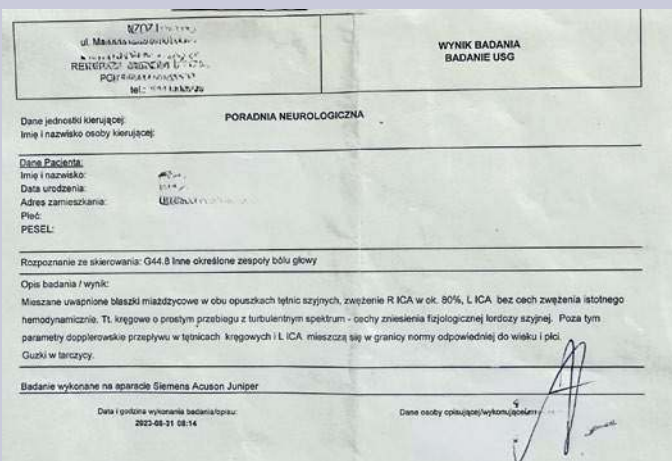 NZOZ
ul.
tel.:
WYNIK BADANIA
BADANIE USG
Dane jednostki kierującej: PORADNIA NEUROLOGICZNA
Imię i nazwisko osoby kierującej:
Dane Pacjenta:
Imię i nazwisko:
Data urodzenia:
Adres zamieszkania:
Płeć:
PESEL:
Rozpoznanie ze skierowania: G44.8 Inne określone zespoły bólu głowy
Opis badania / wynik:
Mieszane uwapnione blaszki miażdżycowe w obu opuszkach tętnic szyjnych, zwężenie R ICA w ok. 80%, L ICA bez cech zwężenia istotnego
hemodynamicznie. Tt. kręgowe o prostym przebiegu z turbulentnym spektrum - cechy zniesienia fizjologicznej lordozy szyjnej. Poza tym
parametry dopplerowskie przepływu w tętnicach kręgowych i L ICA mieszczą się w granicy normy odpowiedniej do wieku i płci.
Guzki w tarczycy.
Badanie wykonane na aparacie Siemens Acuson Juniper
Data i godzina wykonania badania/opisu:
2023-08-31 08:14
Dane osoby opisującej/wykonującej